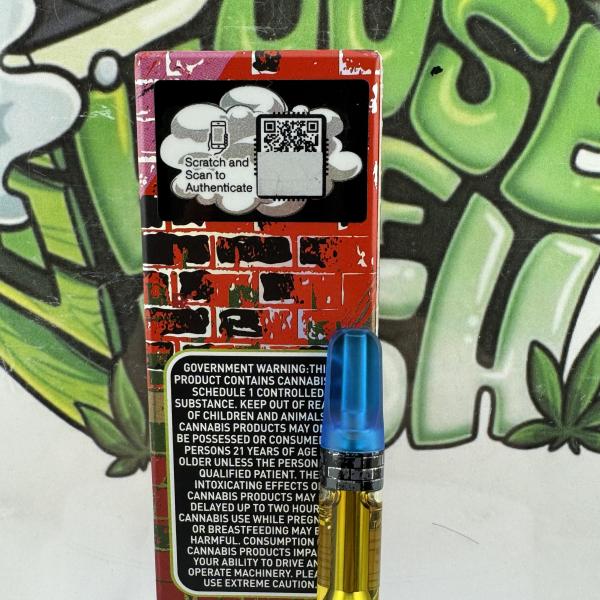 Scratch and
Scan to
Authenticate
GOVERNMENT WARNING:THI
PRODUCT CONTAINS CANNABIS
SCHEDULE 1 CONTROLLED
SUBSTANCE. KEEP OUT OF REA
OF CHILDREN AND ANIMALS
CANNABIS PRODUCTS MAY ON
BE POSSESSED OR CONSUMED
PERSONS 21 YEARS OF AGE
OLDER UNLESS THE PERSON
QUALIFIED PATIENT. THE
INTOXICATING EFFECTS O
CANNABIS PRODUCTS MAY
DELAYED UP TO TWO HOUR
CANNABIS USE WHILE PREGN
OR BREASTFEEDING MAY B
HARMFUL. CONSUMPTION
CANNABIS PRODUCTS IMPA
YOUR ABILITY TO DRIVE AN
OPERATE MACHINERY. PLEA
USE EXTREME CAUTION.